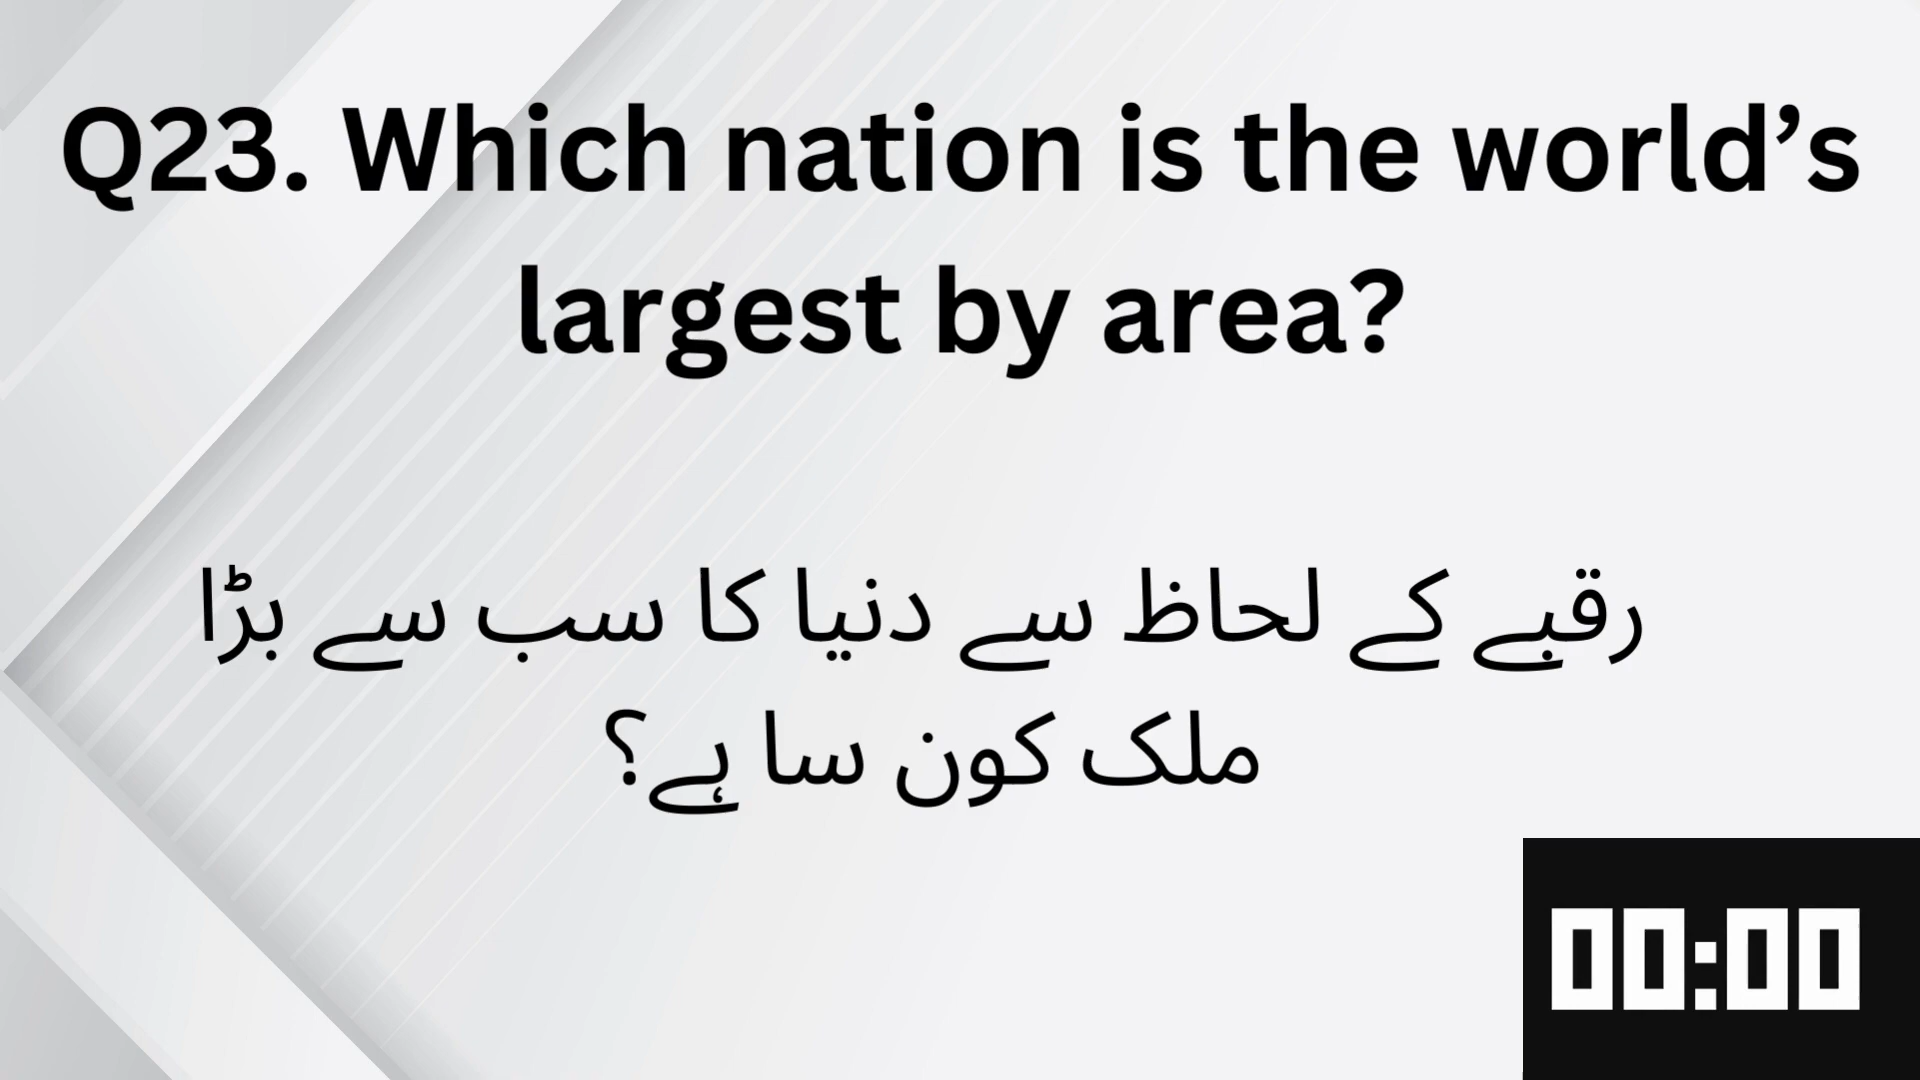 Q23. Which nation is the world’s
largest by area?
رقبے کے لحاظ سے دنیا کا سب سے بڑا
ملک کون سا ہے؟
00:00